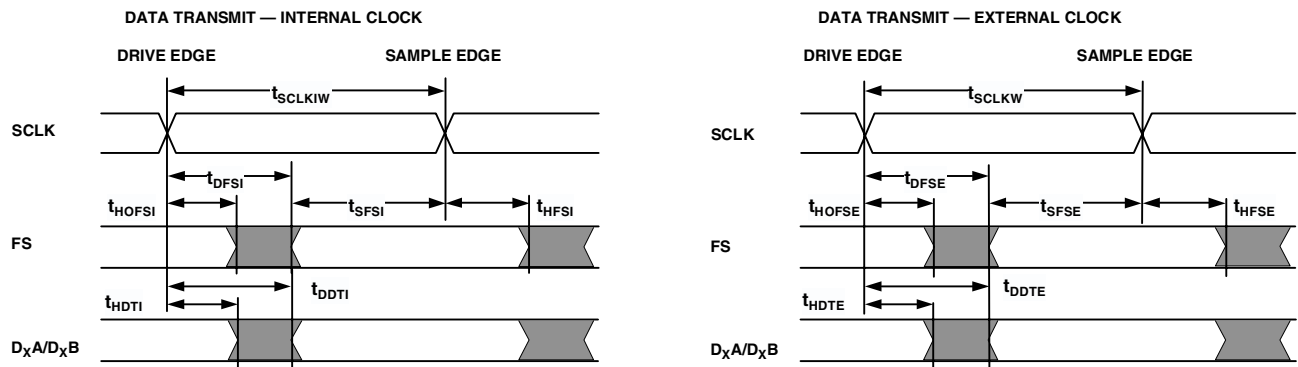 DATA TRANSMIT — INTERNAL CLOCK
DRIVE EDGE
SAMPLE EDGE
tSCLKIW
SCLK
tDFSI
tHOFSI
tSFSI
tHFSI
FS
tDDTI
tHDTI
DXA/DXB
DATA TRANSMIT — EXTERNAL CLOCK
DRIVE EDGE
SAMPLE EDGE
tSCLKW
SCLK
tDFSE
tHOFSE
tSFSE
tHFSE
FS
tDDTE
tHDTE
DXA/DXB